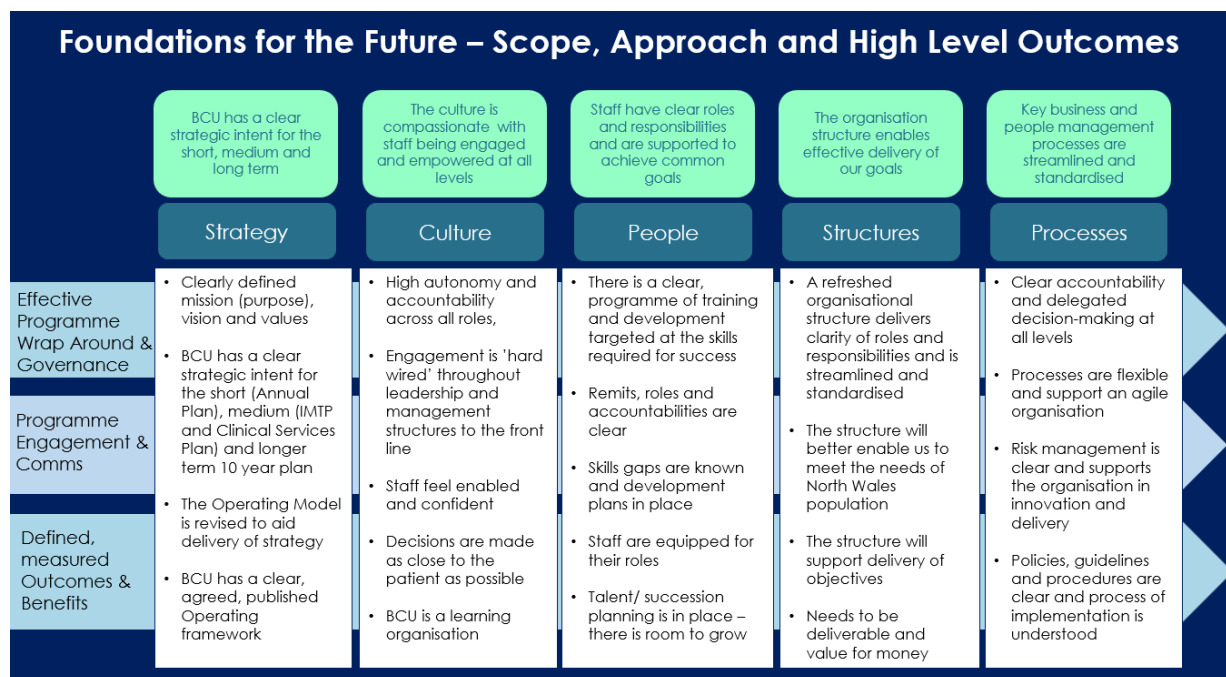 Foundations for the Future – Scope, Approach and High Level Outcomes
BCU has a clear
strategic intent for the
short, medium and
long term
The culture is
compassionate with
staff being engaged
and empowered at all
levels
Staff have clear roles
and responsibilities
and are supported to
achieve common
goals
The organisation
structure enables
effective delivery of
our goals
Key business and
people management
processes are
streamlined and
standardised
Strategy
Culture
People
Structures
Processes
Effective
Programme
Wrap Around &
Governance
Programme
Engagement &
Comms
Defined,
measured
Outcomes &
Benefits
• Clearly defined
mission (purpose),
vision and values
• BCU has a clear
strategic intent for
the short (Annual
Plan), medium (IMTP
and Clinical Services
Plan) and longer
term 10 year plan
• The Operating Model
is revised to aid
delivery of strategy
• BCU has a clear,
agreed, published
Operating
framework
• High autonomy and
accountability
across all roles,
• Engagement is 'hard
wired' throughout
leadership and
management
structures to the front
line
• Staff feel enabled
and confident
• Decisions are made
as close to the
patient as possible
• BCU is a learning
organisation
• There is a clear,
programme of training
and development
targeted at the skills
required for success
• Remits, roles and
accountabilities are
clear
• Skills gaps are known
and development
plans in place
• Staff are equipped for
their roles
• Talent/ succession
planning is in place –
there is room to grow
• A refreshed
organisational
structure delivers
clarity of roles and
responsibilities and is
streamlined and
standardised
• The structure will
better enable us to
meet the needs of
North Wales
population
• The structure will
support delivery of
objectives
• Needs to be
deliverable and
value for money
• Clear accountability
and delegated
decision-making at
all levels
• Processes are flexible
and support an agile
organisation
• Risk management is
clear and supports
the organisation in
innovation and
delivery
• Policies, guidelines
and procedures are
clear and process of
implementation is
understood